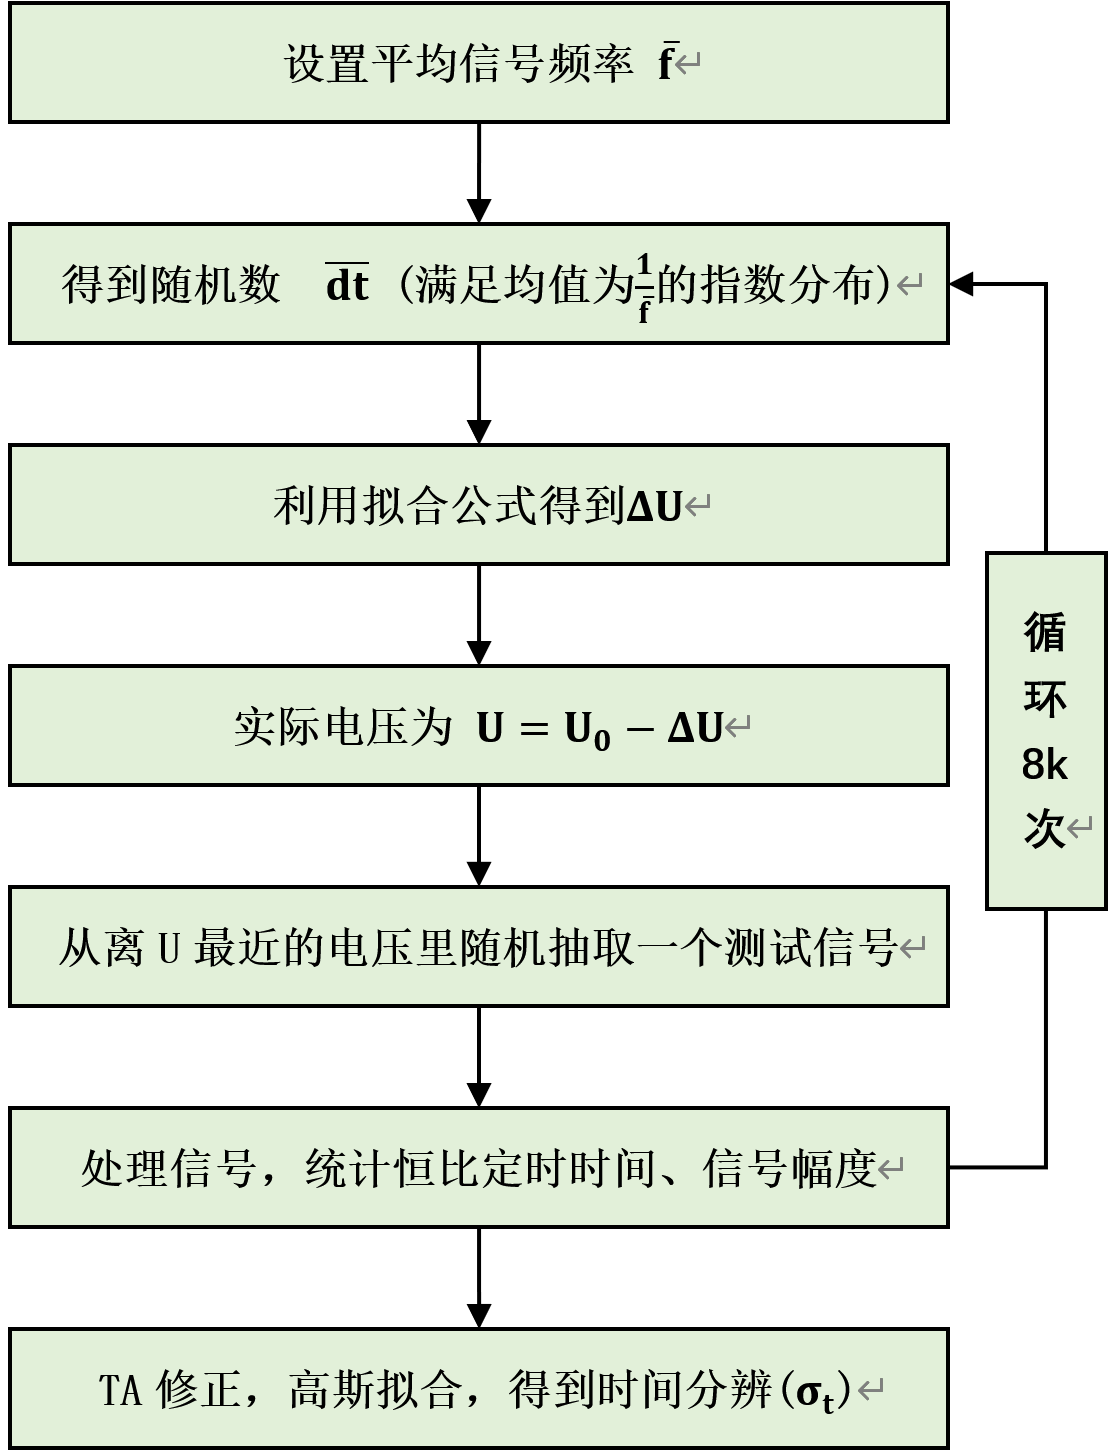 设置平均信号频率 f̄↵
得到随机数 d̅t̅ (满足均值为1/f̄的指数分布)↵
利用拟合公式得到ΔU↵
实际电压为 U = U₀ − ΔU↵
从离 U 最近的电压里随机抽取一个测试信号↵
处理信号，统计恒比定时时间、信号幅度↵
TA 修正，高斯拟合，得到时间分辨(σₜ)↵
循
环
8k
次↵